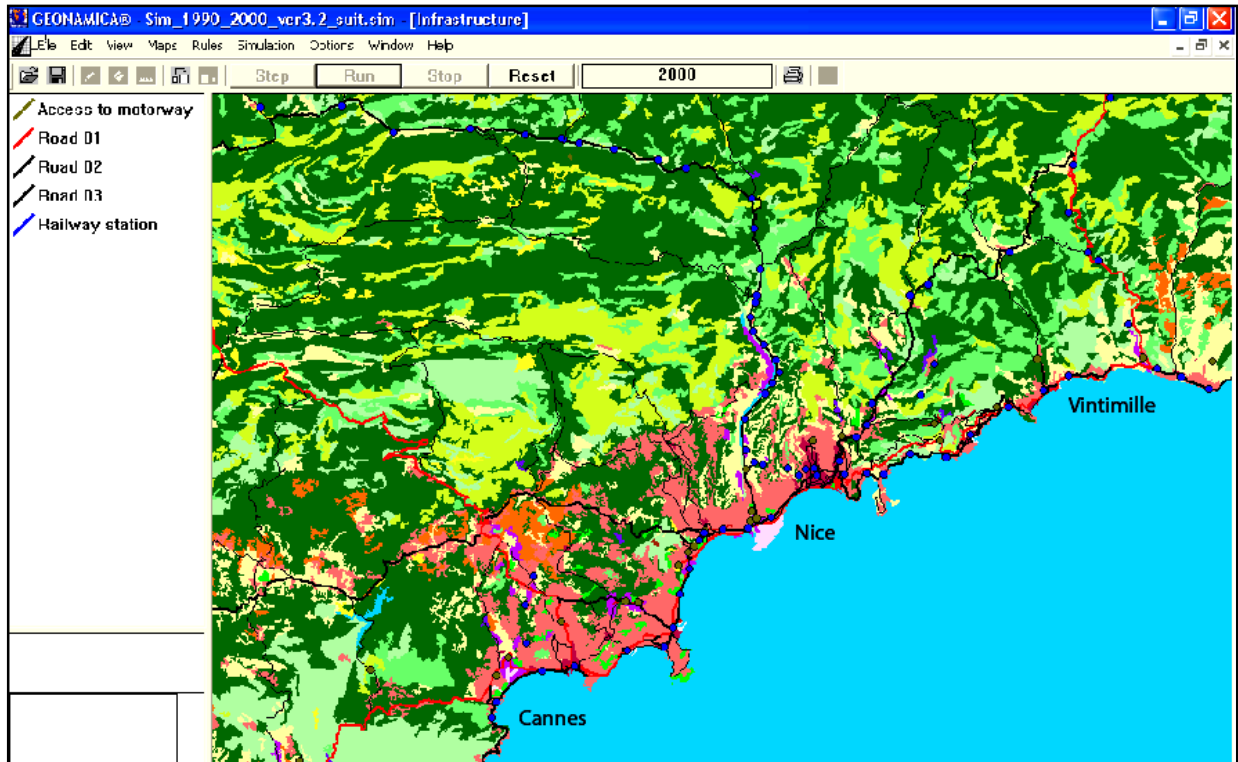 GEONAMICA® - Sim_1990_2000_ver3.2_suit.sim - [Infrastructure]
File Edit View Maps Rules Simulation Options Window Help
Step Run Stop Reset 2000
Access to motorway
Road 01
Road 02
Road 03
Railway station
Vintimille
Nice
Cannes